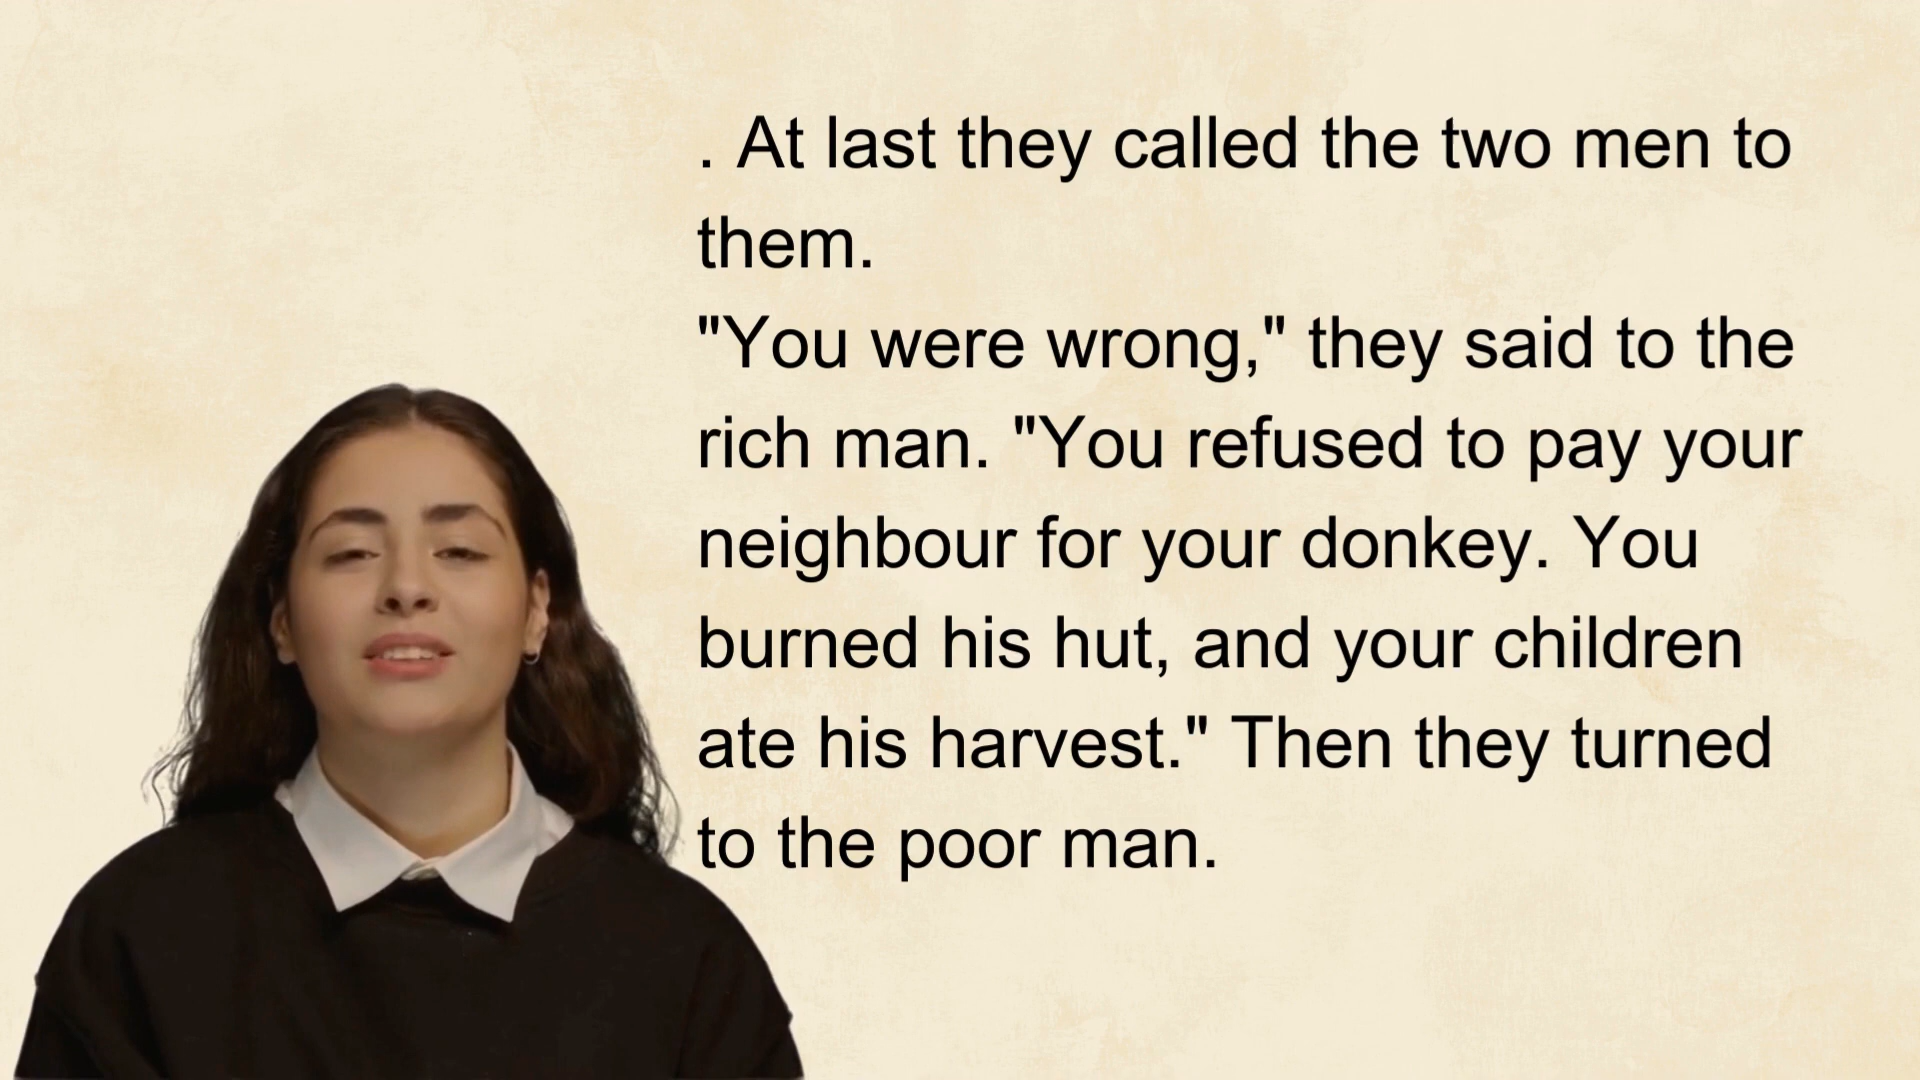 . At last they called the two men to
them.
"You were wrong," they said to the
rich man. "You refused to pay your
neighbour for your donkey. You
burned his hut, and your children
ate his harvest." Then they turned
to the poor man.